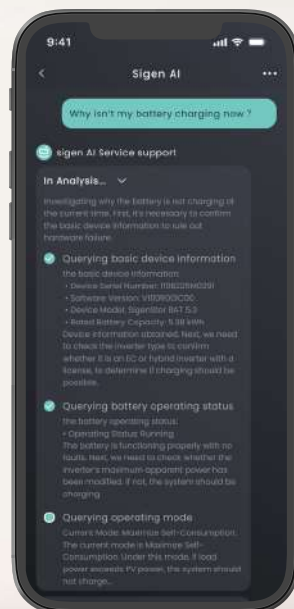 9:41
Sigen AI
Why isn't my battery charging now ?
sigen AI Service support
In Analysis...
Investigating why the battery is not charging at
the current time. First, it's necessary to confirm
the basic device information to rule out
hardware failure.
Querying basic device information
the basic device information:
• Device Serial Number:
• Software Version:
• Device Model: SigenStor BAT 5.0
• Rated Battery Capacity: 5.38 kWh
Device information obtained. Next, we need
to check the inverter type to confirm
whether it is an EC or hybrid inverter with a
license, to determine if charging should be
possible.
Querying battery operating status
the battery operating status:
• Operating Status: Running
The battery is functioning properly with no
faults. Next, we need to check whether the
inverter's maximum apparent power has
been modified. If not, the system should be
charging
Querying operating mode
Current Mode: Maximize Self-Consumption.
The current mode is Maximize Self-
Consumption. Under this mode, if load
power exceeds PV power, the system should
not charge...